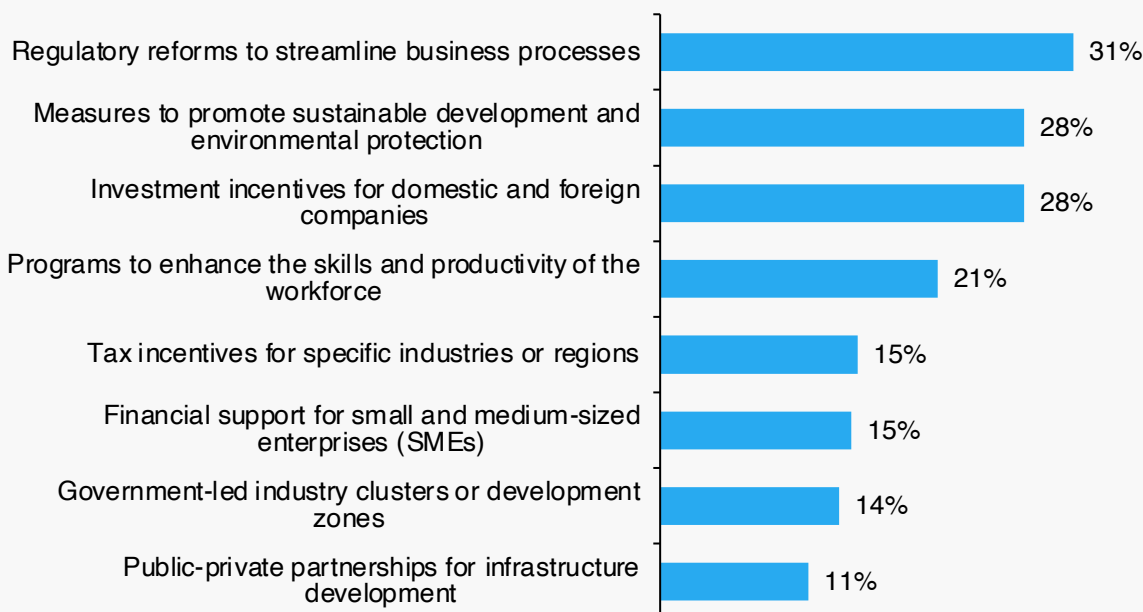 Regulatory reforms to streamline business processes
31%
Measures to promote sustainable development and
environmental protection
28%
Investment incentives for domestic and foreign
companies
28%
Programs to enhance the skills and productivity of the
workforce
21%
Tax incentives for specific industries or regions
15%
Financial support for small and medium-sized
enterprises (SMEs)
15%
Government-led industry clusters or development
zones
14%
Public-private partnerships for infrastructure
development
11%